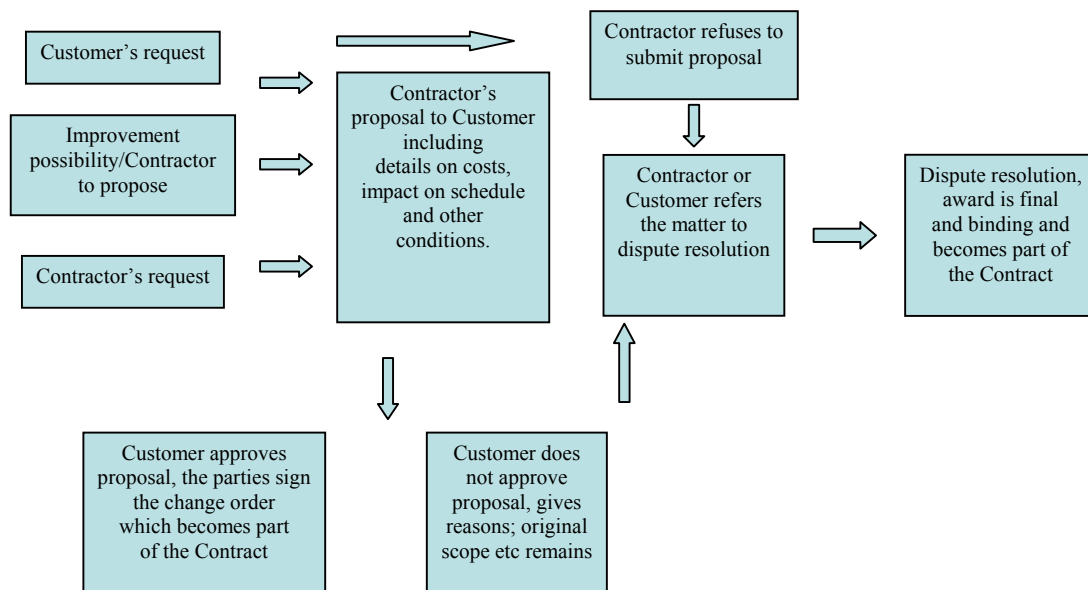 Customer’s request
Improvement
possibility/Contractor
to propose
Contractor’s request
Contractor’s
proposal to Customer
including
details on costs,
impact on schedule
and other
conditions.
Contractor refuses to
submit proposal
Contractor or
Customer refers
the matter to
dispute resolution
Dispute resolution,
award is final
and binding and
becomes part of
the Contract
Customer approves
proposal, the parties sign
the change order
which becomes part
of the Contract
Customer does
not approve
proposal, gives
reasons; original
scope etc remains